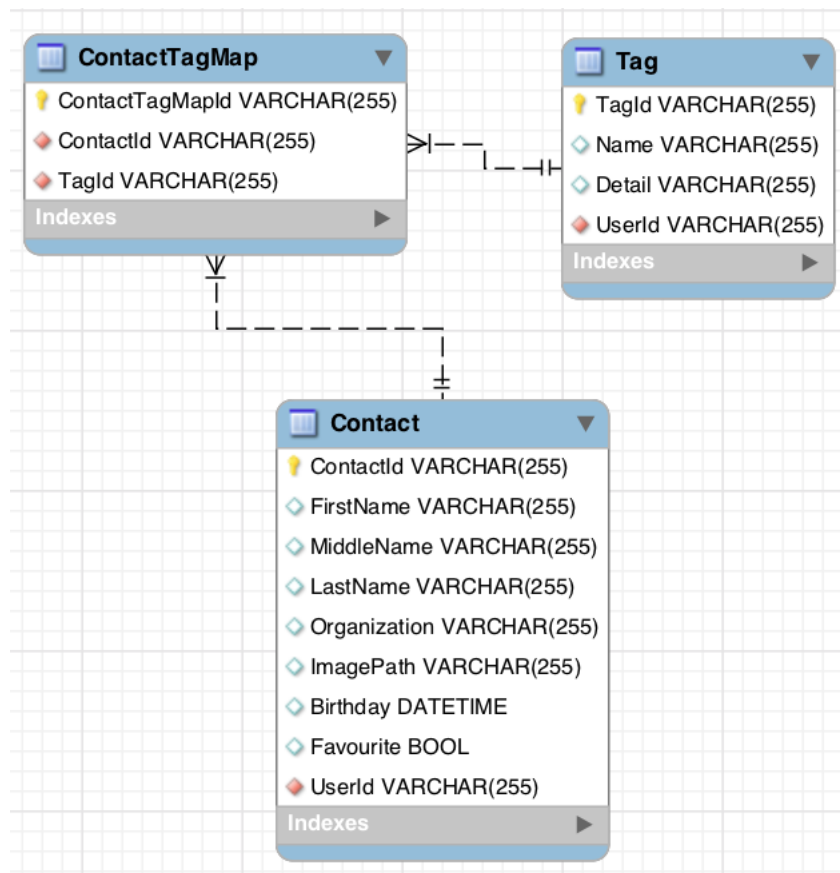 ContactTagMap
ContactTagMapId VARCHAR(255)
ContactId VARCHAR(255)
TagId VARCHAR(255)
Indexes
Tag
TagId VARCHAR(255)
Name VARCHAR(255)
Detail VARCHAR(255)
UserId VARCHAR(255)
Indexes
Contact
ContactId VARCHAR(255)
FirstName VARCHAR(255)
MiddleName VARCHAR(255)
LastName VARCHAR(255)
Organization VARCHAR(255)
ImagePath VARCHAR(255)
Birthday DATETIME
Favourite BOOL
UserId VARCHAR(255)
Indexes